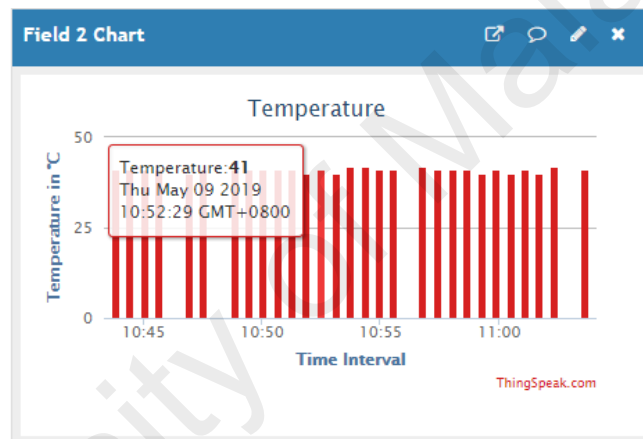 Field 2 Chart
Temperature
50
25
0
Temperature in ℃
Temperature:41
Thu May 09 2019
10:52:29 GMT+0800
10:45
10:50
10:55
11:00
Time Interval
ThingSpeak.com